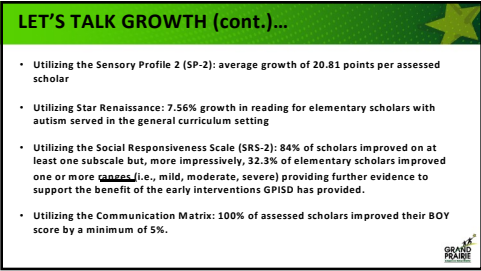 LET'S TALK GROWTH (cont.)...
• Utilizing the Sensory Profile 2 (SP-2): average growth of 20.81 points per assessed
scholar
• Utilizing Star Renaissance: 7.56% growth in reading for elementary scholars with
autism served in the general curriculum setting
• Utilizing the Social Responsiveness Scale (SRS-2): 84% of scholars improved on at
least one subscale but, more impressively, 32.3% of elementary scholars improved
one or more ranges (i.e., mild, moderate, severe) providing further evidence to
support the benefit of the early interventions GPISD has provided.
• Utilizing the Communication Matrix: 100% of assessed scholars improved their BOY
score by a minimum of 5%.
GRAND
PRAIRIE